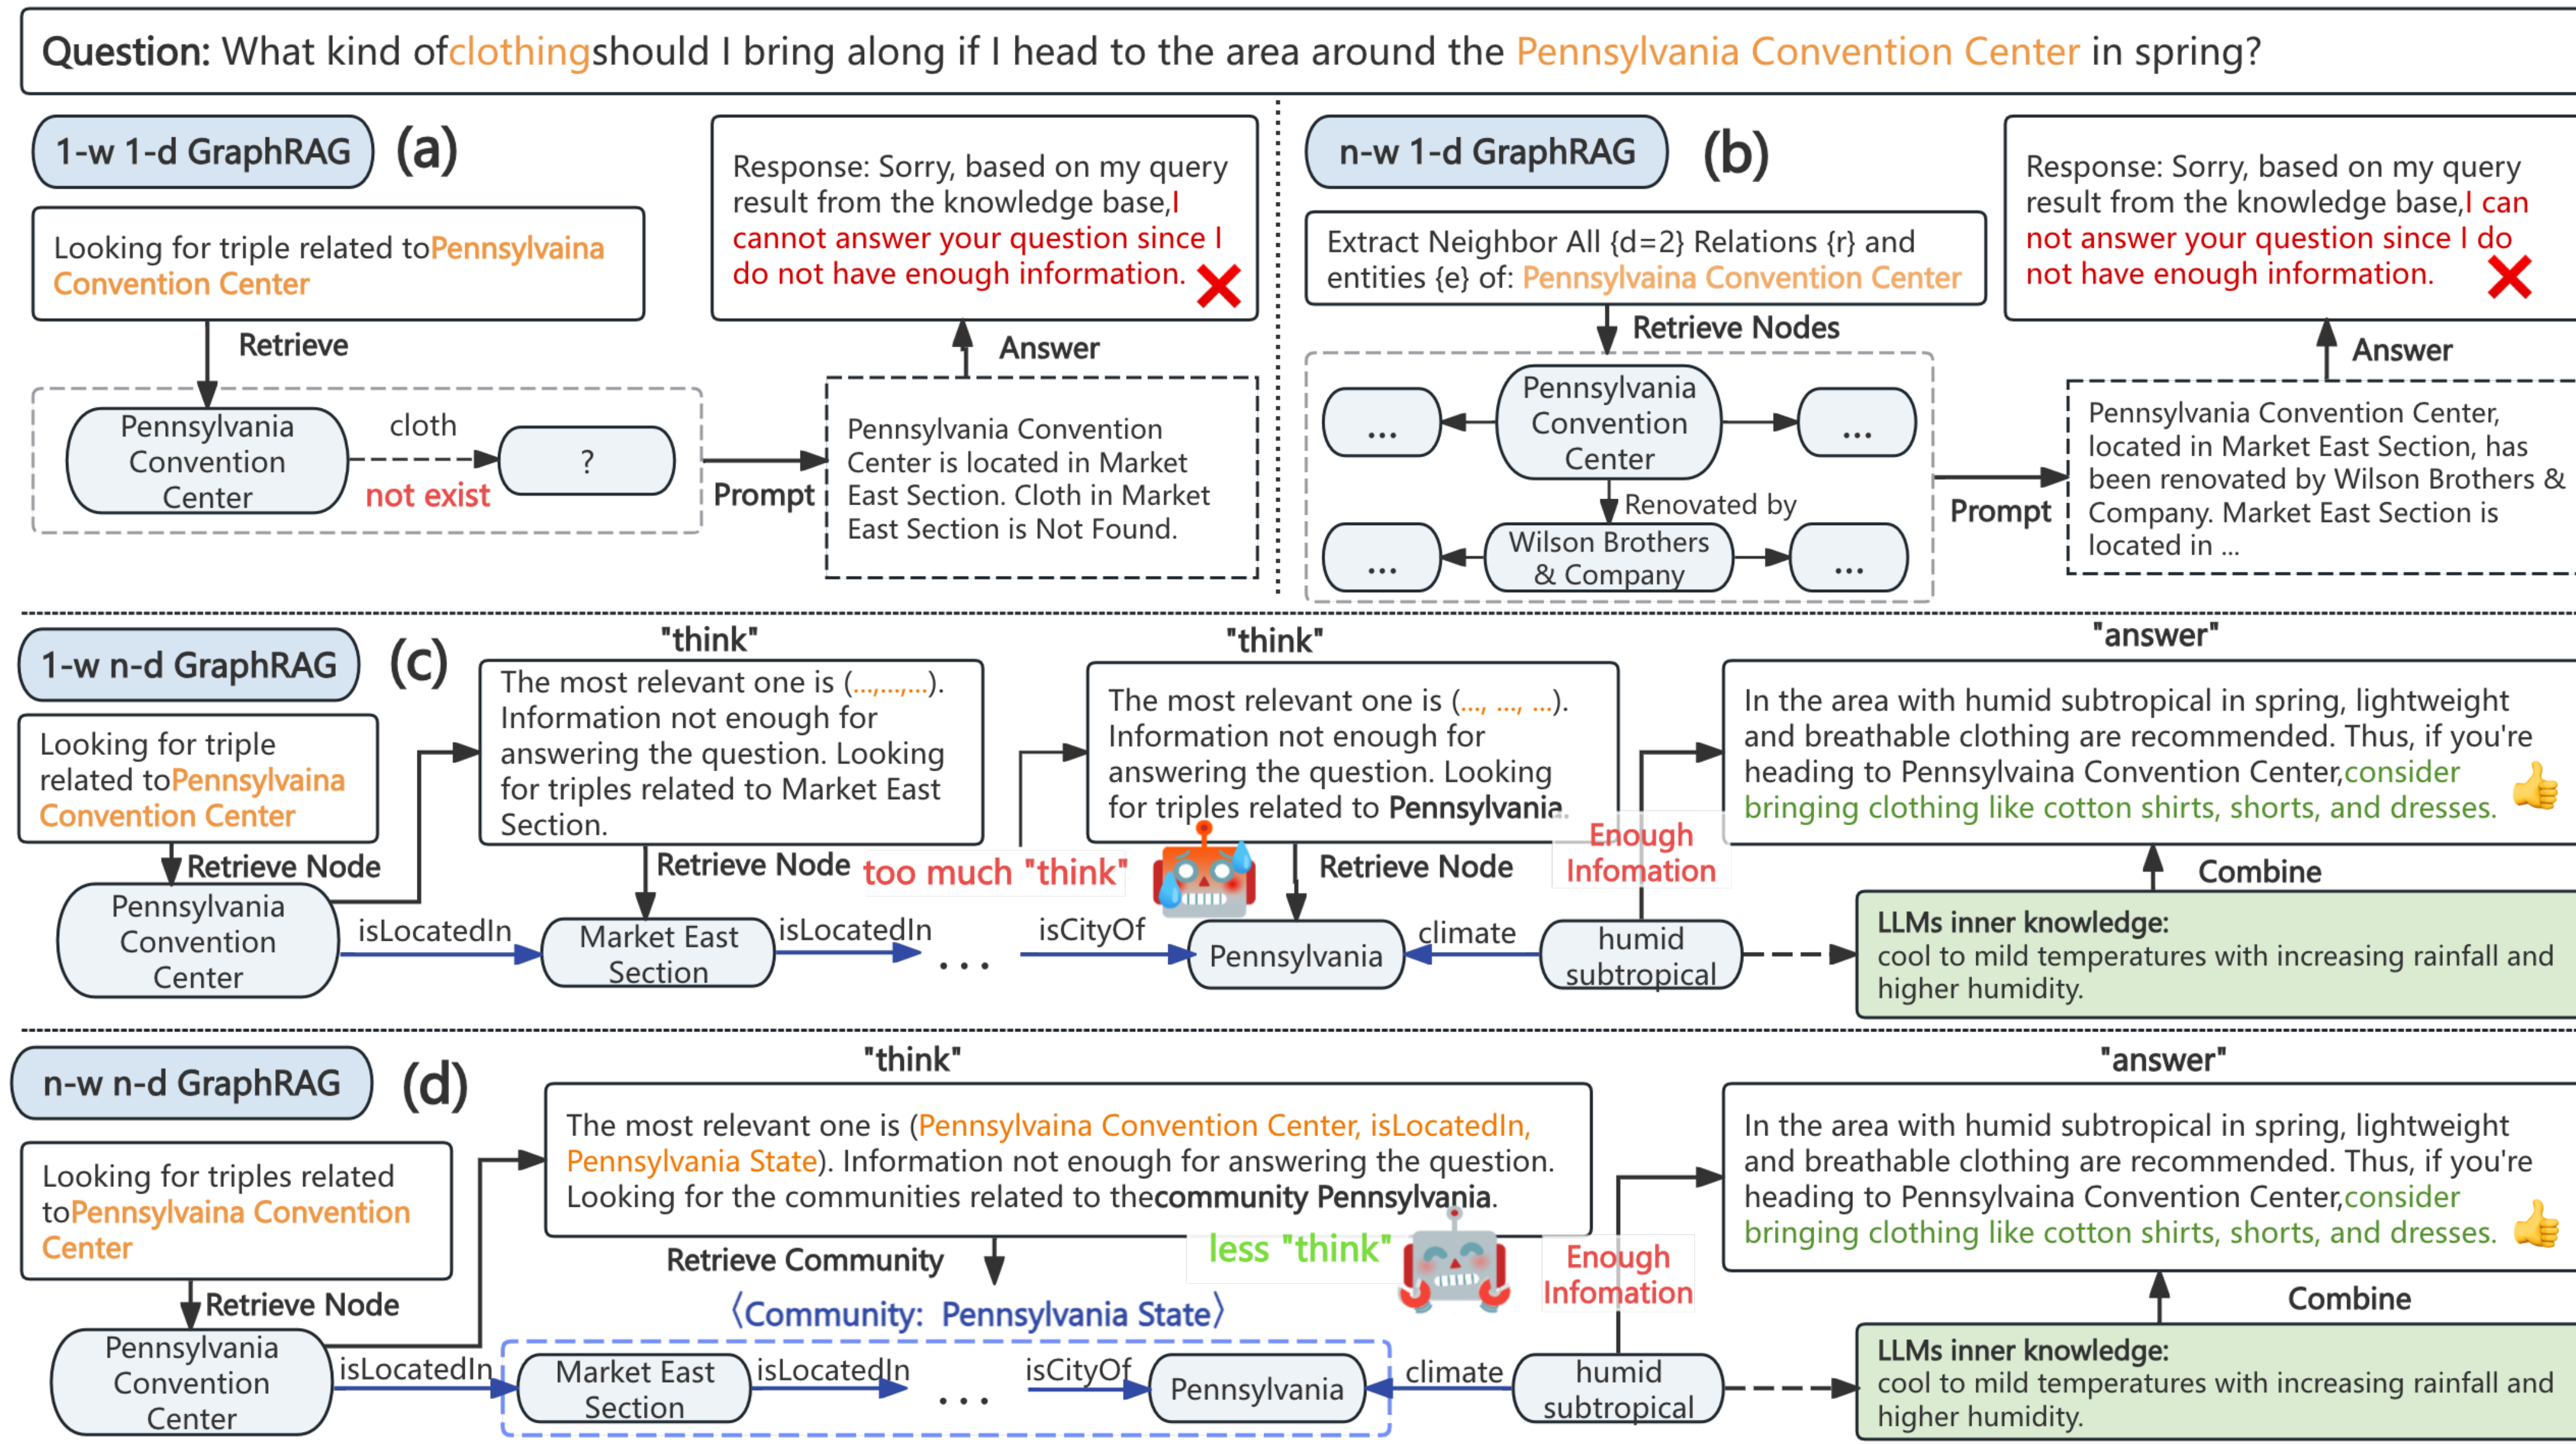 Question: What kind of clothing should I bring along if I head to the area around the Pennsylvania Convention Center in spring?
1-w 1-d GraphRAG
(a)
Looking for triple related to Pennsylvaina
Convention Center
Retrieve
Pennsylvania
Convention
Center
cloth
not exist
?
Prompt
Pennsylvania Convention
Center is located in Market
East Section. Cloth in Market
East Section is Not Found.
Answer
Response: Sorry, based on my query
result from the knowledge base,I
cannot answer your question since I
do not have enough information.
n-w 1-d GraphRAG
(b)
Extract Neighbor All {d=2} Relations {r} and
entities {e} of: Pennsylvaina Convention Center
Retrieve Nodes
...
Pennsylvania
Convention
Center
...
Renovated by
...
Wilson Brothers
& Company
...
Prompt
Pennsylvania Convention Center,
located in Market East Section, has
been renovated by Wilson Brothers &
Company. Market East Section is
located in ...
Answer
Response: Sorry, based on my query
result from the knowledge base,I can
not answer your question since I do
not have enough information.
1-w n-d GraphRAG
(c)
Looking for triple
related to Pennsylvaina
Convention Center
Retrieve Node
Pennsylvania
Convention
Center
"think"
The most relevant one is (...,...,...).
Information not enough for
answering the question. Looking
for triples related to Market East
Section.
Retrieve Node
too much "think"
"think"
The most relevant one is (..., ..., ...).
Information not enough for
answering the question. Looking
for triples related to Pennsylvania.
Retrieve Node
Enough
Infomation
isLocatedIn
Market East
Section
isLocatedIn
...
isCityOf
Pennsylvania
climate
humid
subtropical
"answer"
In the area with humid subtropical in spring, lightweight
and breathable clothing are recommended. Thus, if you're
heading to Pennsylvaina Convention Center,consider
bringing clothing like cotton shirts, shorts, and dresses.
Combine
LLMs inner knowledge:
cool to mild temperatures with increasing rainfall and
higher humidity.
n-w n-d GraphRAG
(d)
Looking for triples related
to Pennsylvaina Convention
Center
Retrieve Node
Pennsylvania
Convention
Center
"think"
The most relevant one is (Pennsylvaina Convention Center, isLocatedIn,
Pennsylvania State). Information not enough for answering the question.
Looking for the communities related to the community Pennsylvania.
Retrieve Community
less "think"
Enough
Infomation
〈Community: Pennsylvania State〉
isLocatedIn
Market East
Section
isLocatedIn
...
isCityOf
Pennsylvania
climate
humid
subtropical
"answer"
In the area with humid subtropical in spring, lightweight
and breathable clothing are recommended. Thus, if you're
heading to Pennsylvaina Convention Center,consider
bringing clothing like cotton shirts, shorts, and dresses.
Combine
LLMs inner knowledge:
cool to mild temperatures with increasing rainfall and
higher humidity.